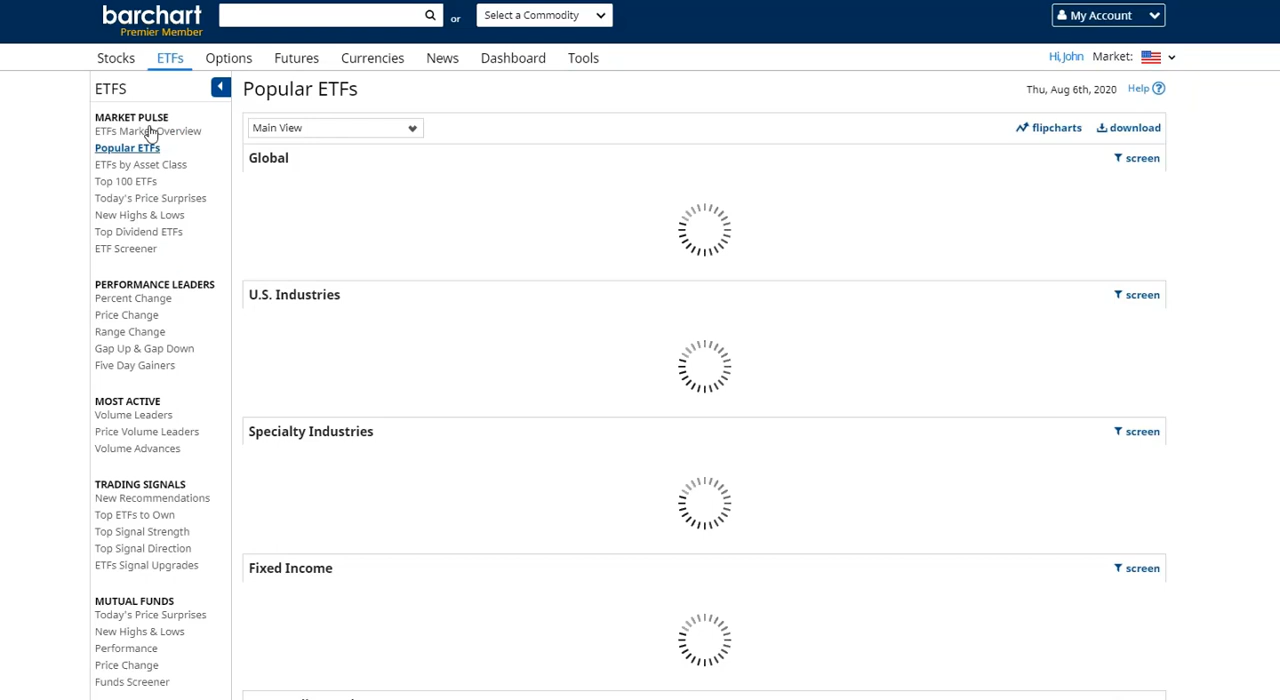 barchart
Premier Member
or
Select a Commodity
My Account
Stocks ETFs Options Futures Currencies News Dashboard Tools
Hi, John Market:
ETFS
MARKET PULSE
ETFs Market Overview
Popular ETFs
ETFs by Asset Class
Top 100 ETFs
Today's Price Surprises
New Highs & Lows
Top Dividend ETFs
ETF Screener
PERFORMANCE LEADERS
Percent Change
Price Change
Range Change
Gap Up & Gap Down
Five Day Gainers
MOST ACTIVE
Volume Leaders
Price Volume Leaders
Volume Advances
TRADING SIGNALS
New Recommendations
Top ETFs to Own
Top Signal Strength
Top Signal Direction
ETFs Signal Upgrades
MUTUAL FUNDS
Today's Price Surprises
New Highs & Lows
Performance
Price Change
Funds Screener
Popular ETFs
Thu, Aug 6th, 2020 Help ?
Main View
flipcharts download
Global screen
U.S. Industries screen
Specialty Industries screen
Fixed Income screen